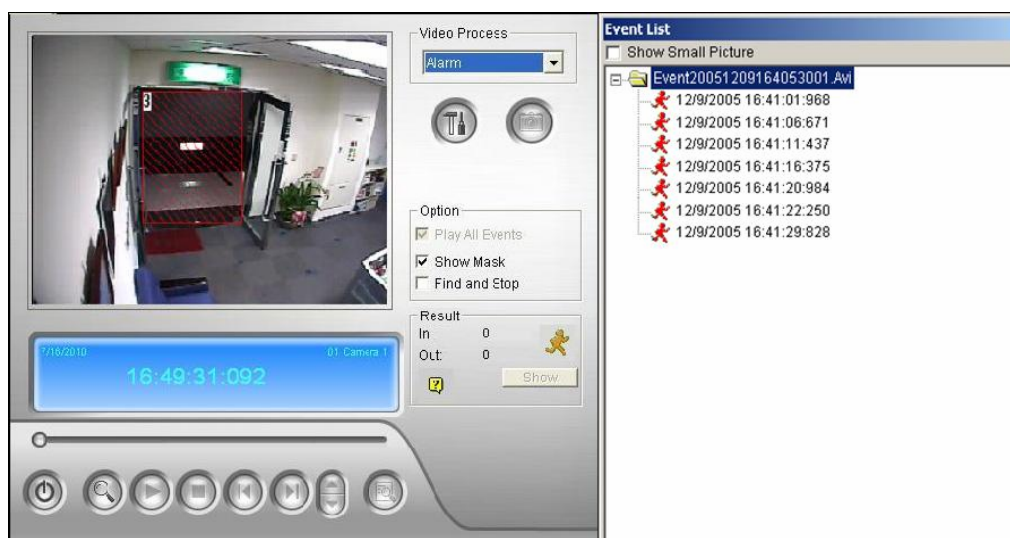 Video Process
Alarm
3
Option
Play All Events
Show Mask
Find and Stop
Result
In 0
Out: 0
Show
7/16/2010 01 Camera 1
16:49:31:092
Event List
Show Small Picture
Event20051209164053001.Avi
12/9/2005 16:41:01:968
12/9/2005 16:41:06:671
12/9/2005 16:41:11:437
12/9/2005 16:41:16:375
12/9/2005 16:41:20:984
12/9/2005 16:41:22:250
12/9/2005 16:41:29:828